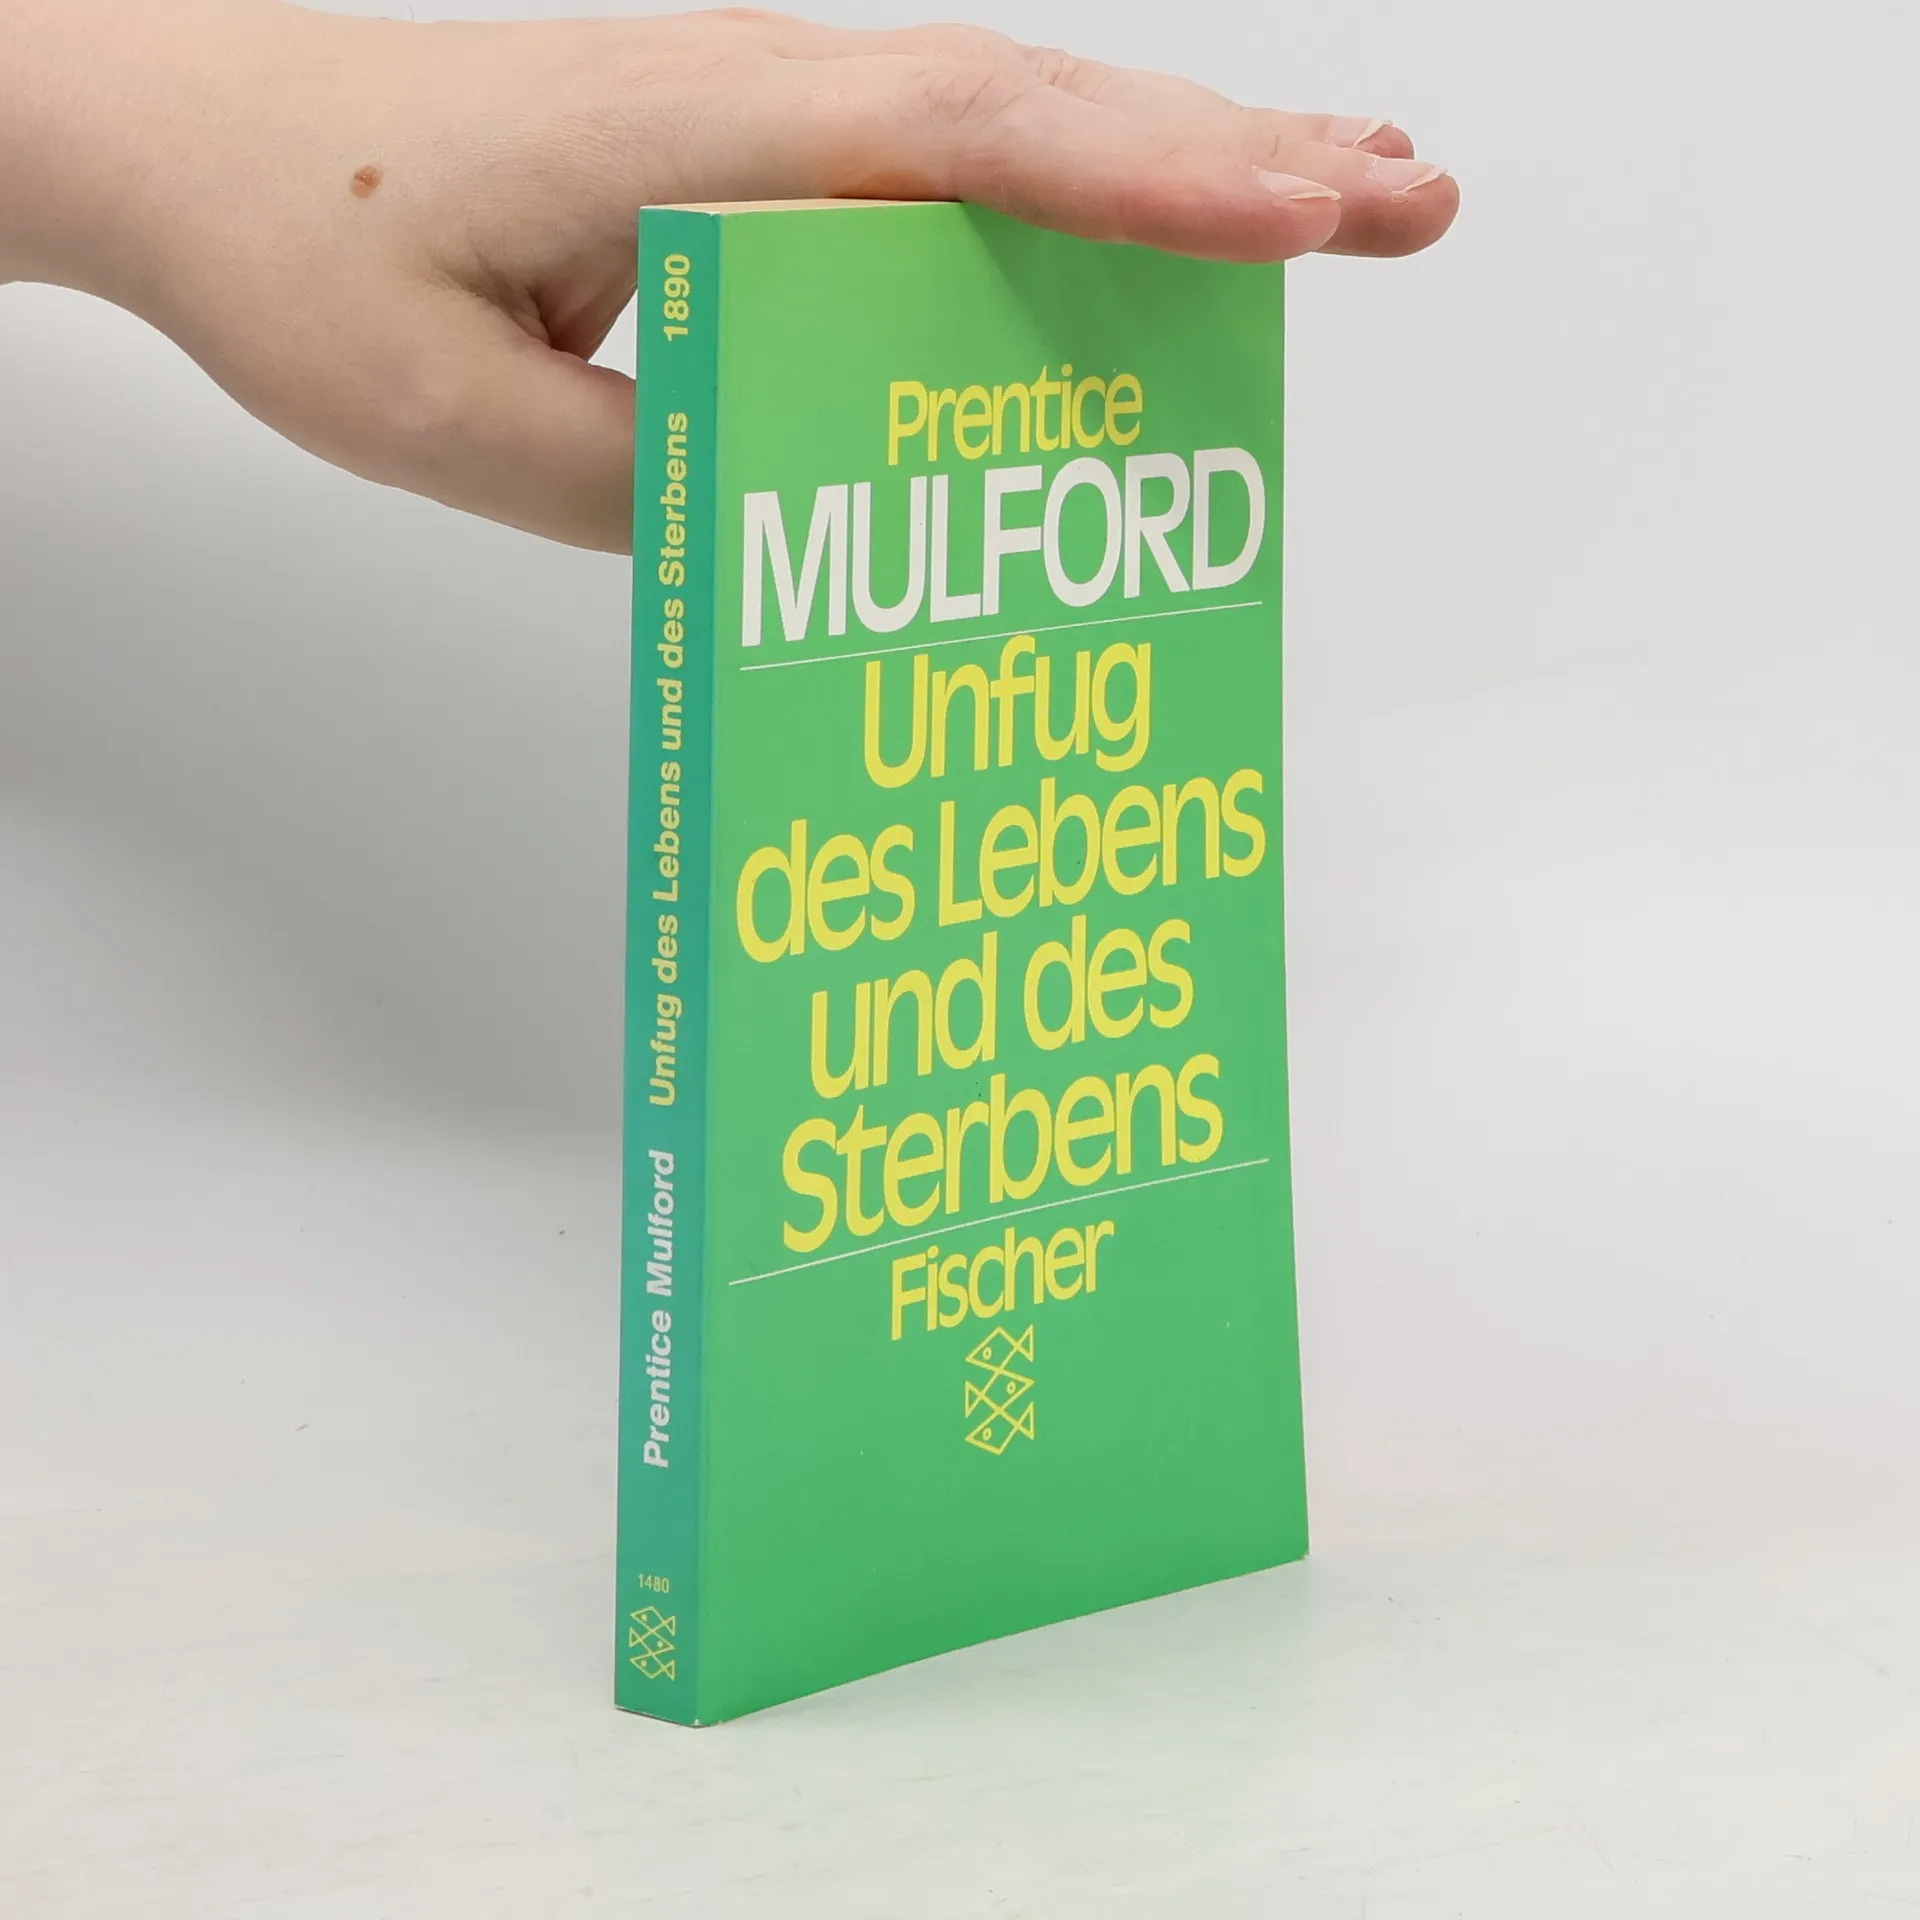 Prentice
MULFORD
Unfug
des Lebens
und des
Sterbens
Fischer
Prentice Mulford Unfug des Lebens und des Sterbens 1890
1480